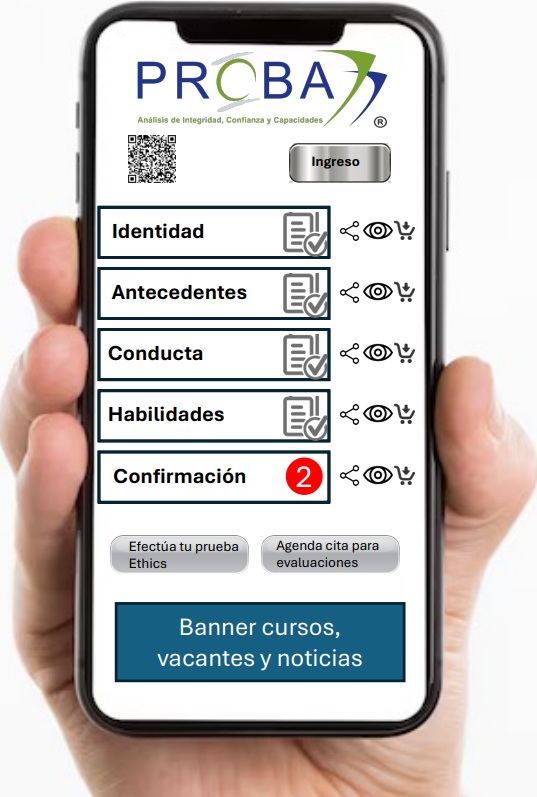 PROBA
Análisis de Integridad, Confianza y Capacidades
®
Ingreso
Identidad
Antecedentes
Conducta
Habilidades
Confirmación
2
Efectúa tu prueba
Ethics
Agenda cita para
evaluaciones
Banner cursos,
vacantes y noticias